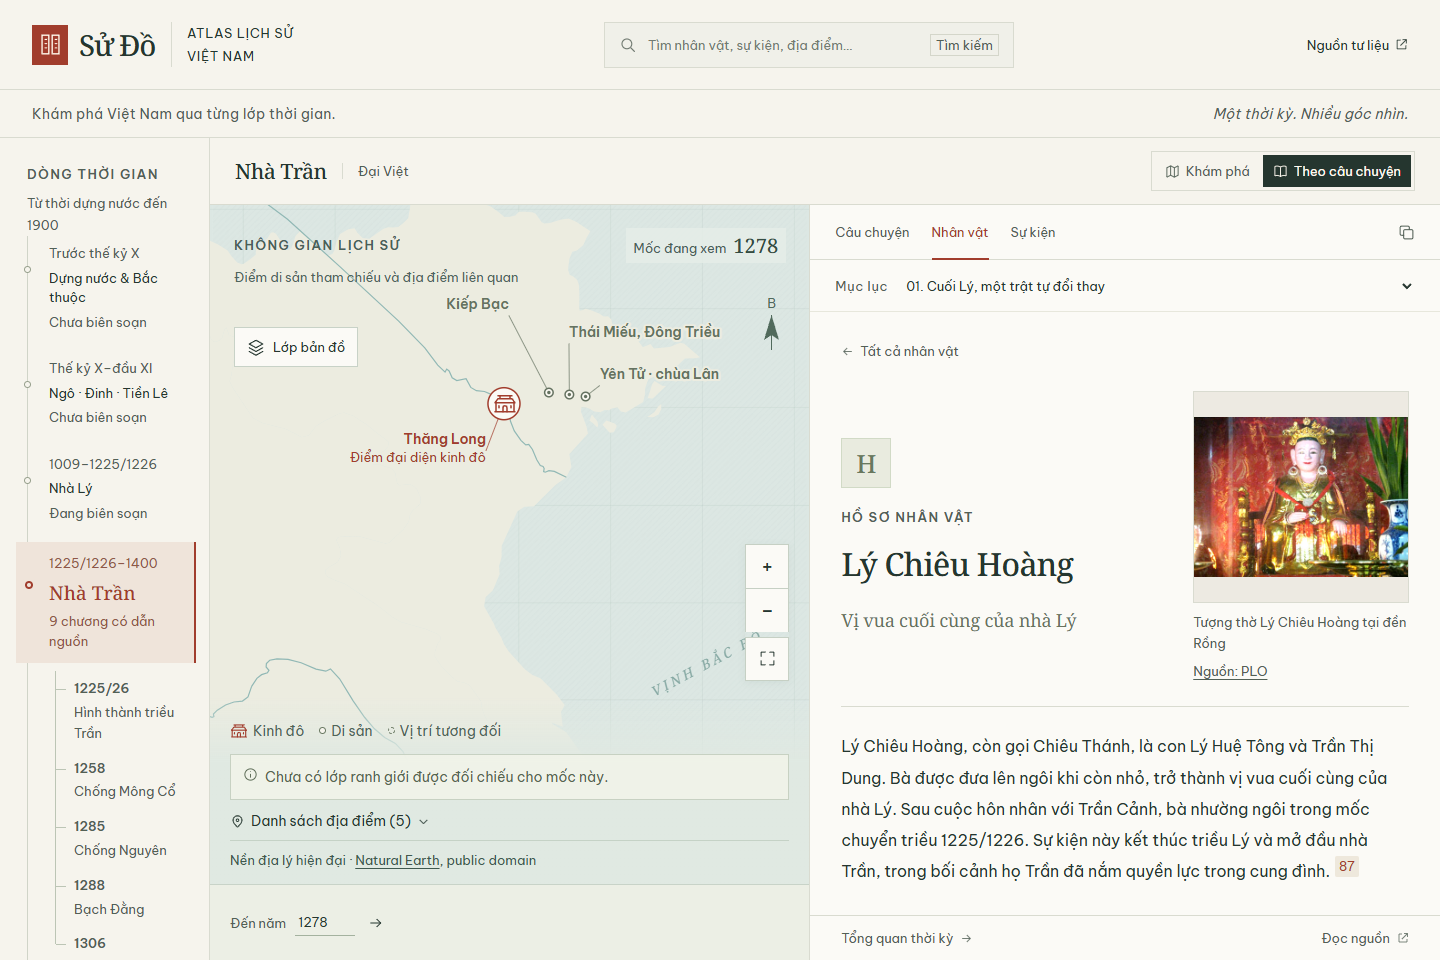 Sử Đồ
ATLAS LỊCH SỬ
VIỆT NAM
Tìm nhân vật, sự kiện, địa điểm...
Tìm kiếm
Nguồn tư liệu
Khám phá Việt Nam qua từng lớp thời gian.
Một thời kỳ. Nhiều góc nhìn.
DÒNG THỜI GIAN
Từ thời dựng nước đến
1900
Trước thế kỷ X
Dựng nước & Bắc
thuộc
Chưa biên soạn
Thế kỷ X–đầu XI
Ngô · Đinh · Tiền Lê
Chưa biên soạn
1009–1225/1226
Nhà Lý
Đang biên soạn
1225/1226–1400
Nhà Trần
9 chương có dẫn
nguồn
1225/26
Hình thành triều
Trần
1258
Chống Mông Cổ
1285
Chống Nguyên
1288
Bạch Đằng
1306
Nhà Trần
Đại Việt
Khám phá
Theo câu chuyện
KHÔNG GIAN LỊCH SỬ
Mốc đang xem 1278
Điểm di sản tham chiếu và địa điểm liên quan
Kiếp Bạc
B
Thái Miếu, Đông Triều
Lớp bản đồ
Yên Tử · chùa Lân
Thăng Long
Điểm đại diện kinh đô
+
−
VỊNH BẮC BỘ
Kinh đô
Di sản
Vị trí tương đối
Chưa có lớp ranh giới được đối chiếu cho mốc này.
Danh sách địa điểm (5)
Nền địa lý hiện đại · Natural Earth, public domain
Đến năm 1278 →
Câu chuyện
Nhân vật
Sự kiện
Mục lục
01. Cuối Lý, một trật tự đổi thay
← Tất cả nhân vật
H
HỒ SƠ NHÂN VẬT
Lý Chiêu Hoàng
Vị vua cuối cùng của nhà Lý
Tượng thờ Lý Chiêu Hoàng tại đền
Rồng
Nguồn: PLO
Lý Chiêu Hoàng, còn gọi Chiêu Thánh, là con Lý Huệ Tông và Trần Thị
Dung. Bà được đưa lên ngôi khi còn nhỏ, trở thành vị vua cuối cùng của
nhà Lý. Sau cuộc hôn nhân với Trần Cảnh, bà nhường ngôi trong mốc
chuyển triều 1225/1226. Sự kiện này kết thúc triều Lý và mở đầu nhà
Trần, trong bối cảnh họ Trần đã nắm quyền lực trong cung đình. 87
Tổng quan thời kỳ →
Đọc nguồn